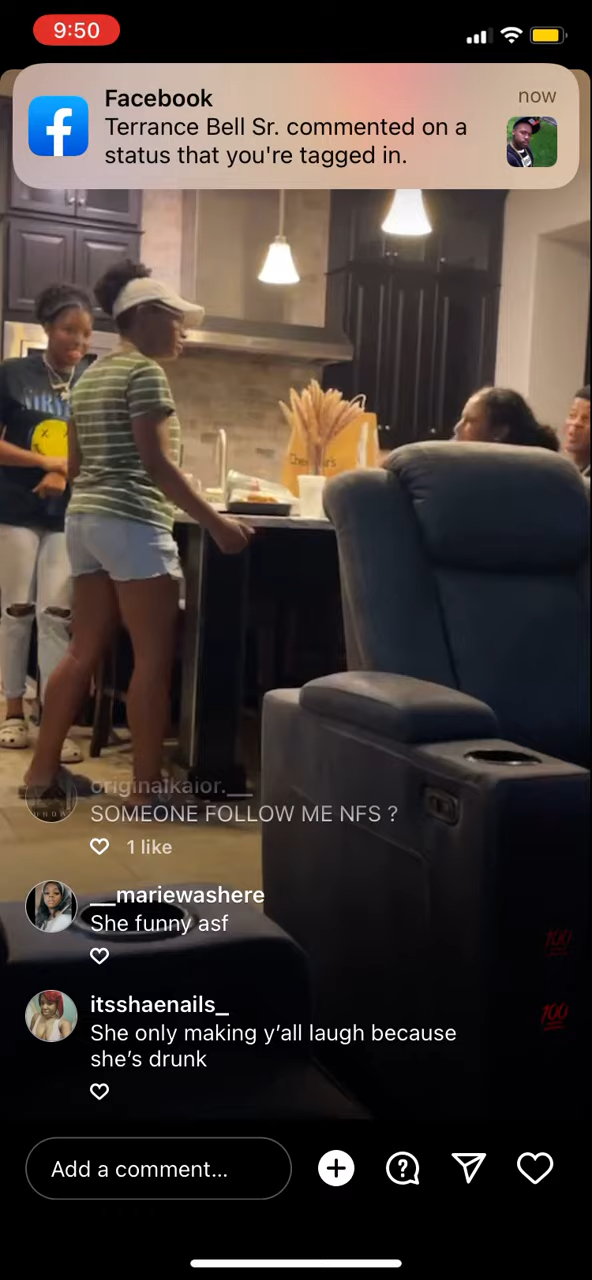 9:50
Facebook
now
Terrance Bell Sr. commented on a
status that you're tagged in.
originalkaior.__
SOMEONE FOLLOW ME NFS ?
1 like
__mariewashere
She funny asf
itsshaenails_
She only making y’all laugh because
she’s drunk
100
100
Add a comment...